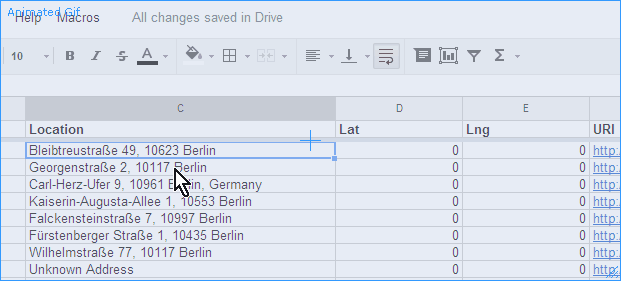 Animated Gif
Help Macros All changes saved in Drive
10 B I S A
C D E
Location Lat Lng URI
Bleibtreustraße 49, 10623 Berlin 0 0 http:/
Georgenstraße 2, 10117 Berlin 0 0 http:/
Carl-Herz-Ufer 9, 10961 Berlin, Germany 0 0 http:/
Kaiserin-Augusta-Allee 1, 10553 Berlin 0 0 http:/
Falckensteinstraße 7, 10997 Berlin 0 0 http:/
Fürstenberger Straße 1, 10435 Berlin 0 0 http:/
Wilhelmstraße 77, 10117 Berlin 0 0 http:/
Unknown Address 0 0 http:/